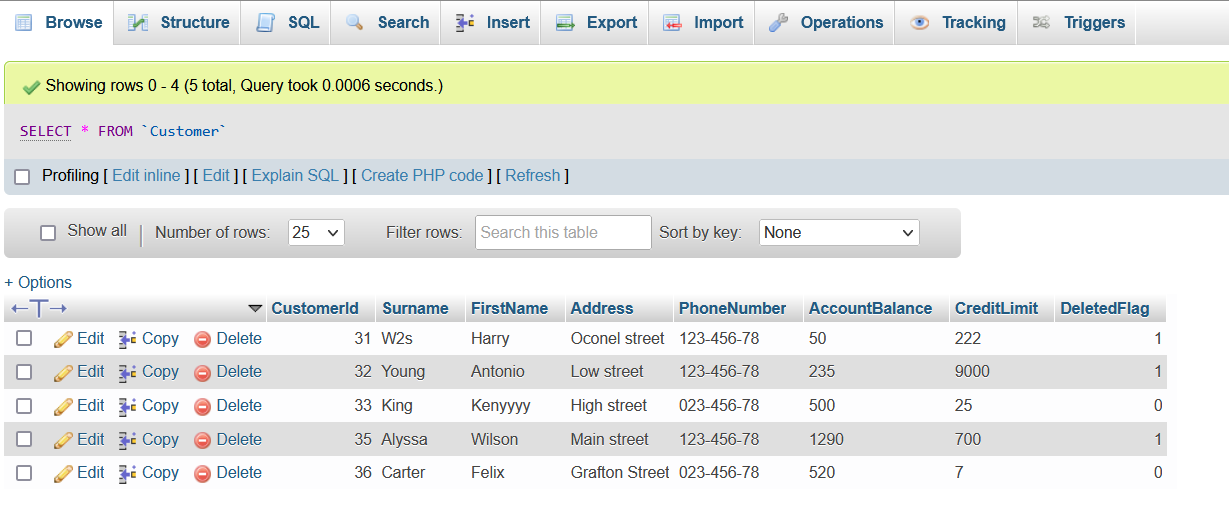 Browse Structure SQL Search Insert Export Import Operations Tracking Triggers
Showing rows 0 - 4 (5 total, Query took 0.0006 seconds.)
SELECT * FROM `Customer`
Profiling [ Edit inline ] [ Edit ] [ Explain SQL ] [ Create PHP code ] [ Refresh ]
Show all | Number of rows: 25 Filter rows: Search this table Sort by key: None
+ Options
←T→ CustomerId Surname FirstName Address PhoneNumber AccountBalance CreditLimit DeletedFlag
Edit Copy Delete 31 W2s Harry Oconel street 123-456-78 50 222 1
Edit Copy Delete 32 Young Antonio Low street 123-456-78 235 9000 1
Edit Copy Delete 33 King Kenyyyy High street 023-456-78 500 25 0
Edit Copy Delete 35 Alyssa Wilson Main street 123-456-78 1290 700 1
Edit Copy Delete 36 Carter Felix Grafton Street 023-456-78 520 7 0